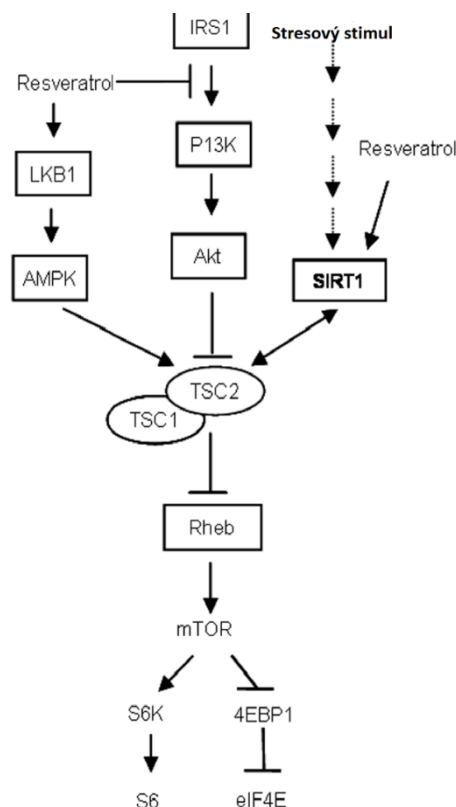 IRS1
Stresový stimul
Resveratrol
P13K
Resveratrol
LKB1
Akt
AMPK
SIRT1
TSC2
TSC1
Rheb
mTOR
S6K
4EBP1
S6
eIF4E